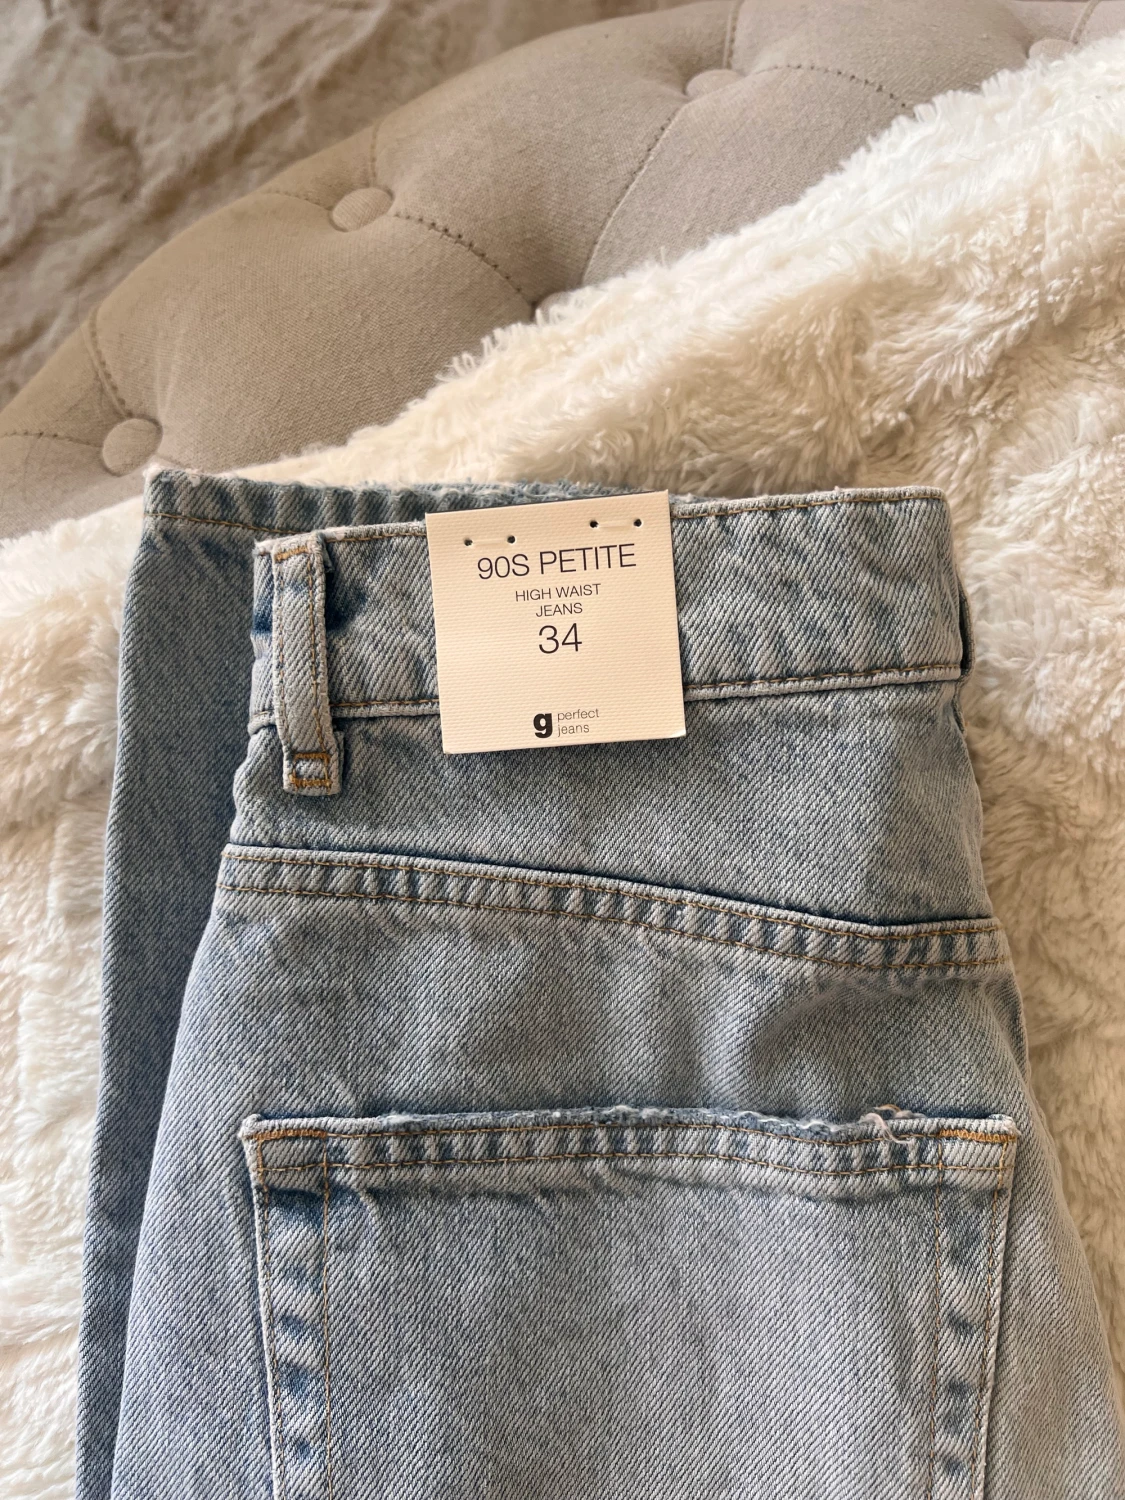 90S PETITE
HIGH WAIST
JEANS
34
g perfect
jeans